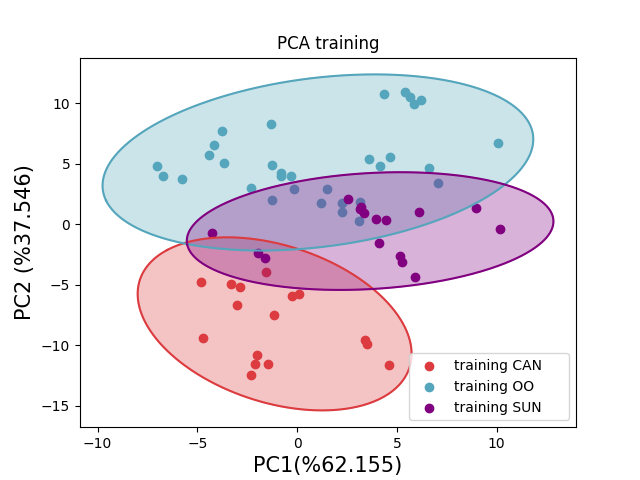 PCA training
PC2 (%37.546)
10
5
0
−5
−10
−15
−10
−5
0
5
10
PC1(%62.155)
training CAN
training OO
training SUN